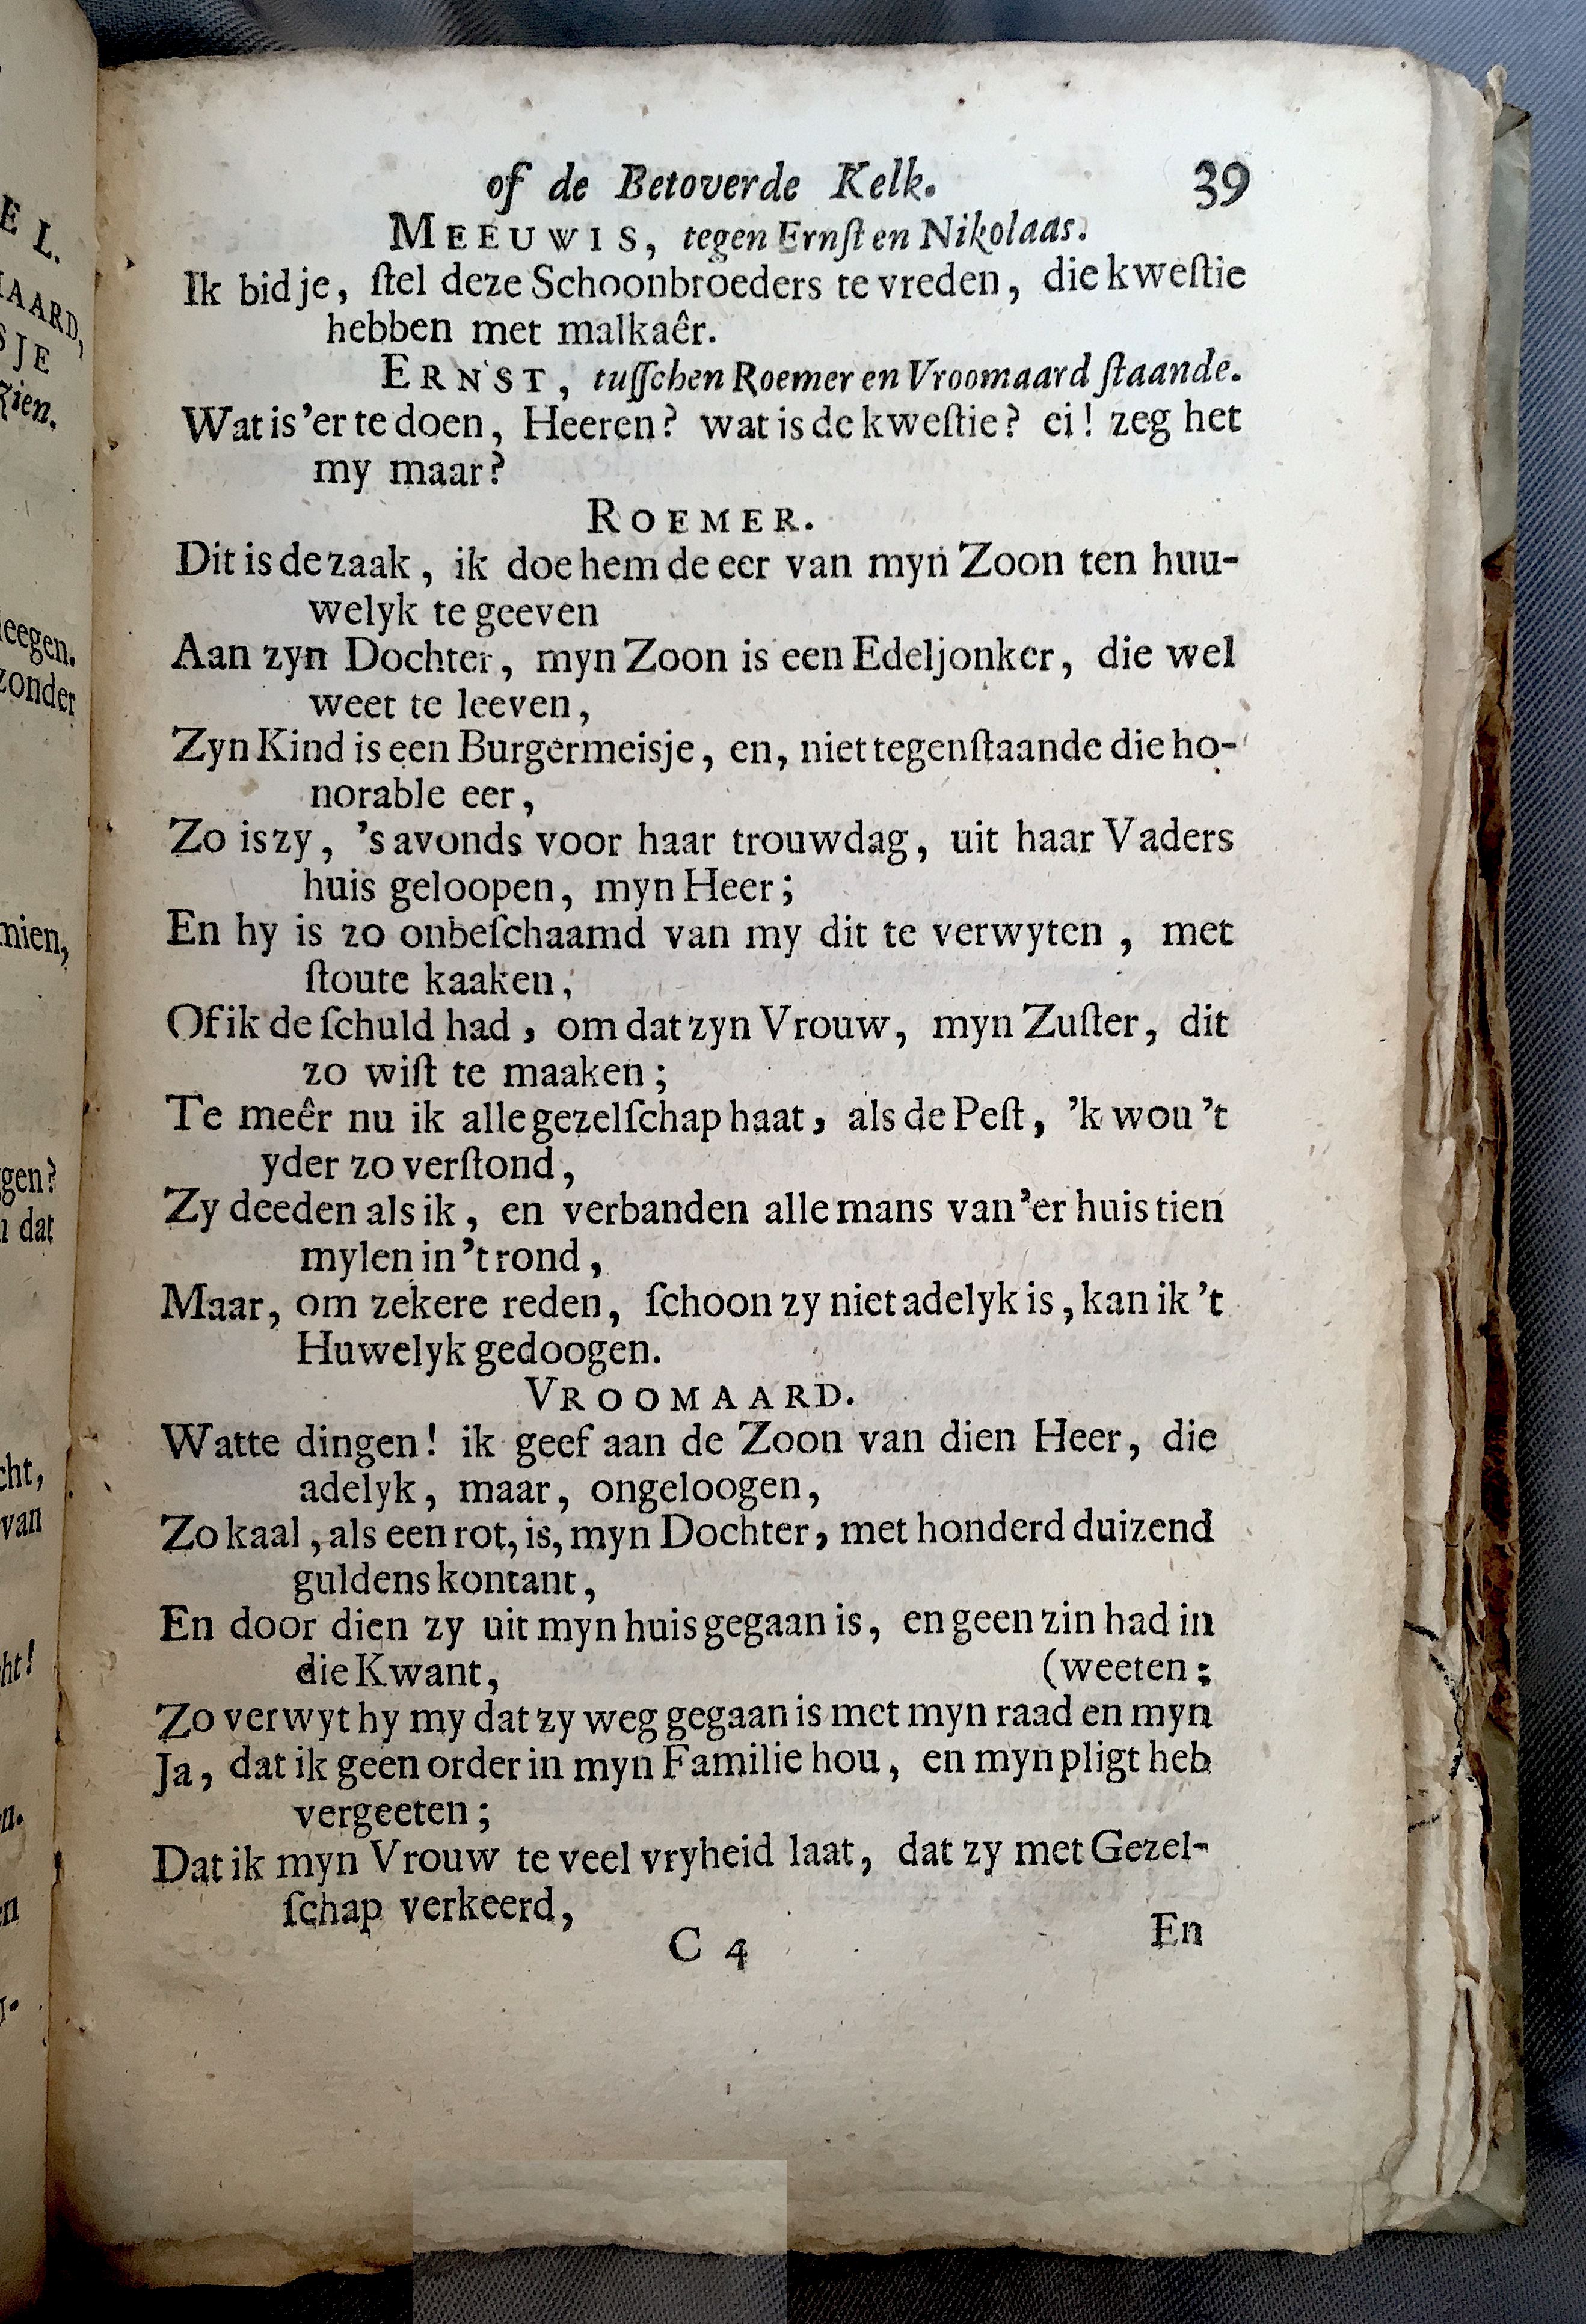 of de Betoverde Kelk. 39
MEEUWIS, tegen Ernſt en Nikolaas.
Ik bid je, ſtel deze Schoonbroeders te vreden, die kweſtie
hebben met malkaêr.
ERNST, tuſſchen Roemer en Vroomaard ſtaande.
Wat is 'er te doen, Heeren? wat is de kweſtie? ei! zeg het
my maar?
ROEMER.
Dit is de zaak, ik doe hem de eer van myn Zoon ten huu-
welyk te geeven
Aan zyn Dochter, myn Zoon is een Edeljonker, die wel
weet te leeven,
Zyn Kind is een Burgermeisje, en, niet tegenſtaande die ho-
norable eer,
Zo is zy, 's avonds voor haar trouwdag, uit haar Vaders
huis geloopen, myn Heer;
En hy is zo onbeſchaamd van my dit te verwyten, met
ſtoute kaaken,
Of ik de ſchuld had, om dat zyn Vrouw, myn Zuſter, dit
zo wiſt te maaken;
Te meêr nu ik alle gezelſchap haat, als de Peſt, 'k wou 't
yder zo verſtond,
Zy deeden als ik, en verbanden alle mans van 'er huis tien
mylen in 't rond,
Maar, om zekere reden, ſchoon zy niet adelyk is, kan ik 't
Huwelyk gedoogen.
VROOMAARD.
Watte dingen! ik geef aan de Zoon van dien Heer, die
adelyk, maar, ongeloogen,
Zo kaal, als een rot, is, myn Dochter, met honderd duizend
guldens kontant,
En door dien zy uit myn huis gegaan is, en geen zin had in
die Kwant, (weeten;
Zo verwyt hy my dat zy weg gegaan is met myn raad en myn
Ja, dat ik geen order in myn Familie hou, en myn pligt heb
vergeeten;
Dat ik myn Vrouw te veel vryheid laat, dat zy met Gezel-
ſchap verkeerd,
C 4 En